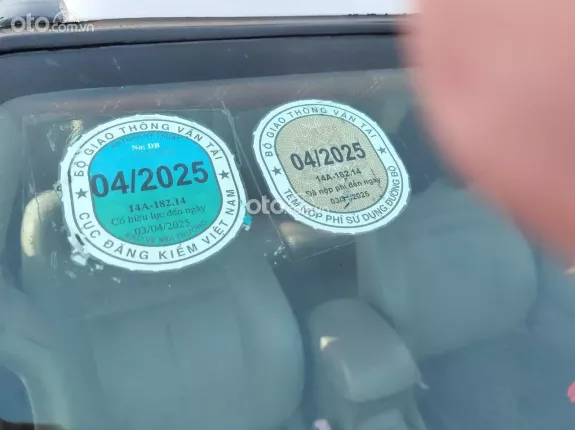 oto.com.vn
BỘ GIAO THÔNG VẬN TẢI
No: DB
04/2025
14A-182.14
Có hiệu lực đến ngày
03/04/2025
CỤC ĐĂNG KIỂM VIỆT NAM
BỘ GIAO THÔNG VẬN TẢI
04/2025
14A-182.14
Đã nộp phí đến ngày
TEM NỘP PHÍ SỬ DỤNG ĐƯỜNG BỘ